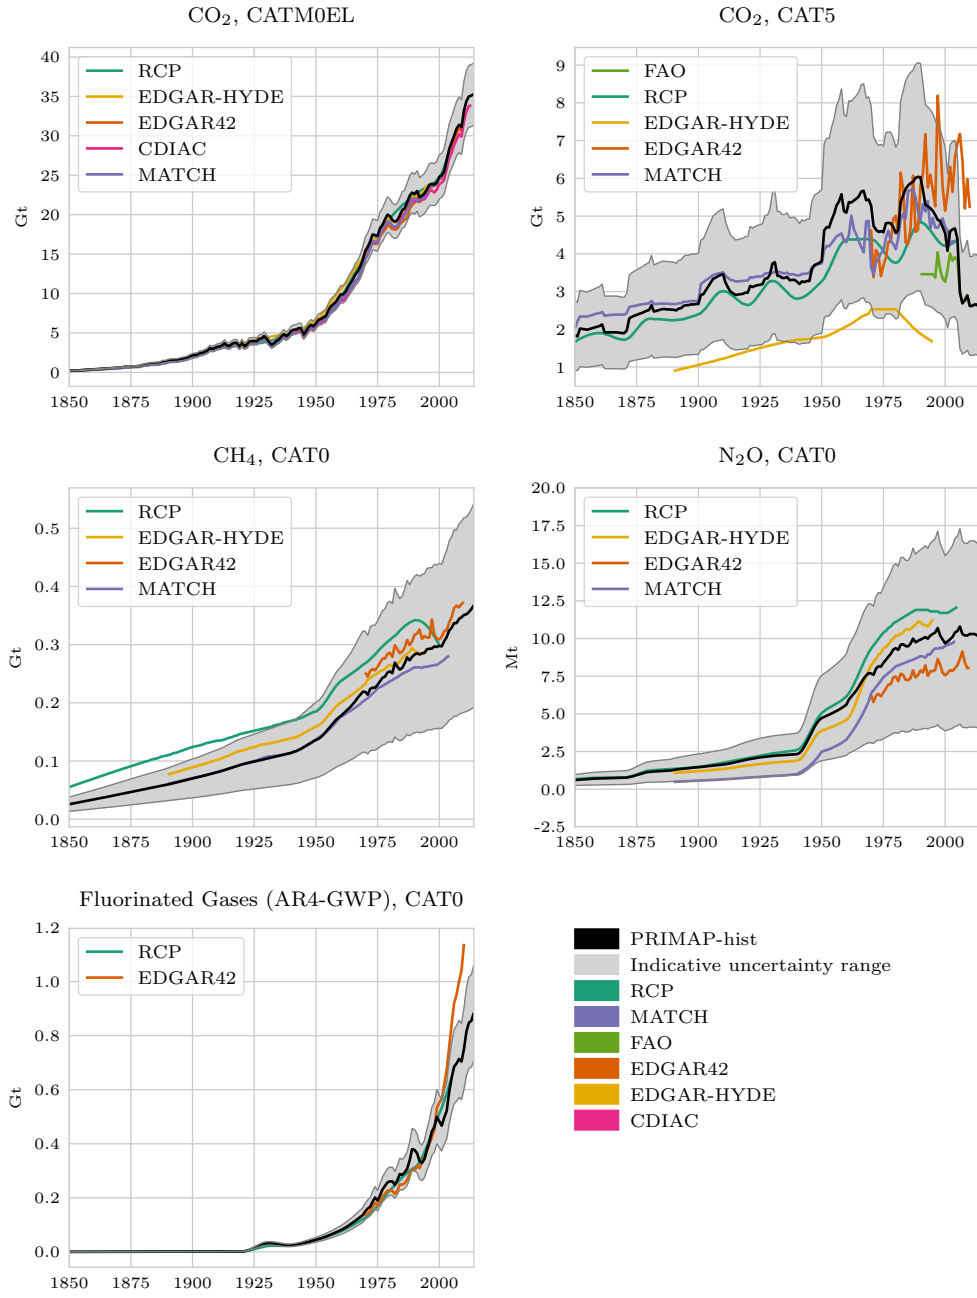 CO₂, CATM0EL
40
35
30
25
20
15
10
5
0
Gt
RCP
EDGAR-HYDE
EDGAR42
CDIAC
MATCH
1850 1875 1900 1925 1950 1975 2000
CO₂, CAT5
9
8
7
6
5
4
3
2
1
Gt
FAO
RCP
EDGAR-HYDE
EDGAR42
MATCH
1850 1875 1900 1925 1950 1975 2000
CH₄, CAT0
0.5
0.4
0.3
0.2
0.1
0.0
Gt
RCP
EDGAR-HYDE
EDGAR42
MATCH
1850 1875 1900 1925 1950 1975 2000
N₂O, CAT0
20.0
17.5
15.0
12.5
10.0
7.5
5.0
2.5
0.0
-2.5
Mt
RCP
EDGAR-HYDE
EDGAR42
MATCH
1850 1875 1900 1925 1950 1975 2000
Fluorinated Gases (AR4-GWP), CAT0
1.2
1.0
0.8
0.6
0.4
0.2
0.0
Gt
RCP
EDGAR42
1850 1875 1900 1925 1950 1975 2000
PRIMAP-hist
Indicative uncertainty range
RCP
MATCH
FAO
EDGAR42
EDGAR-HYDE
CDIAC